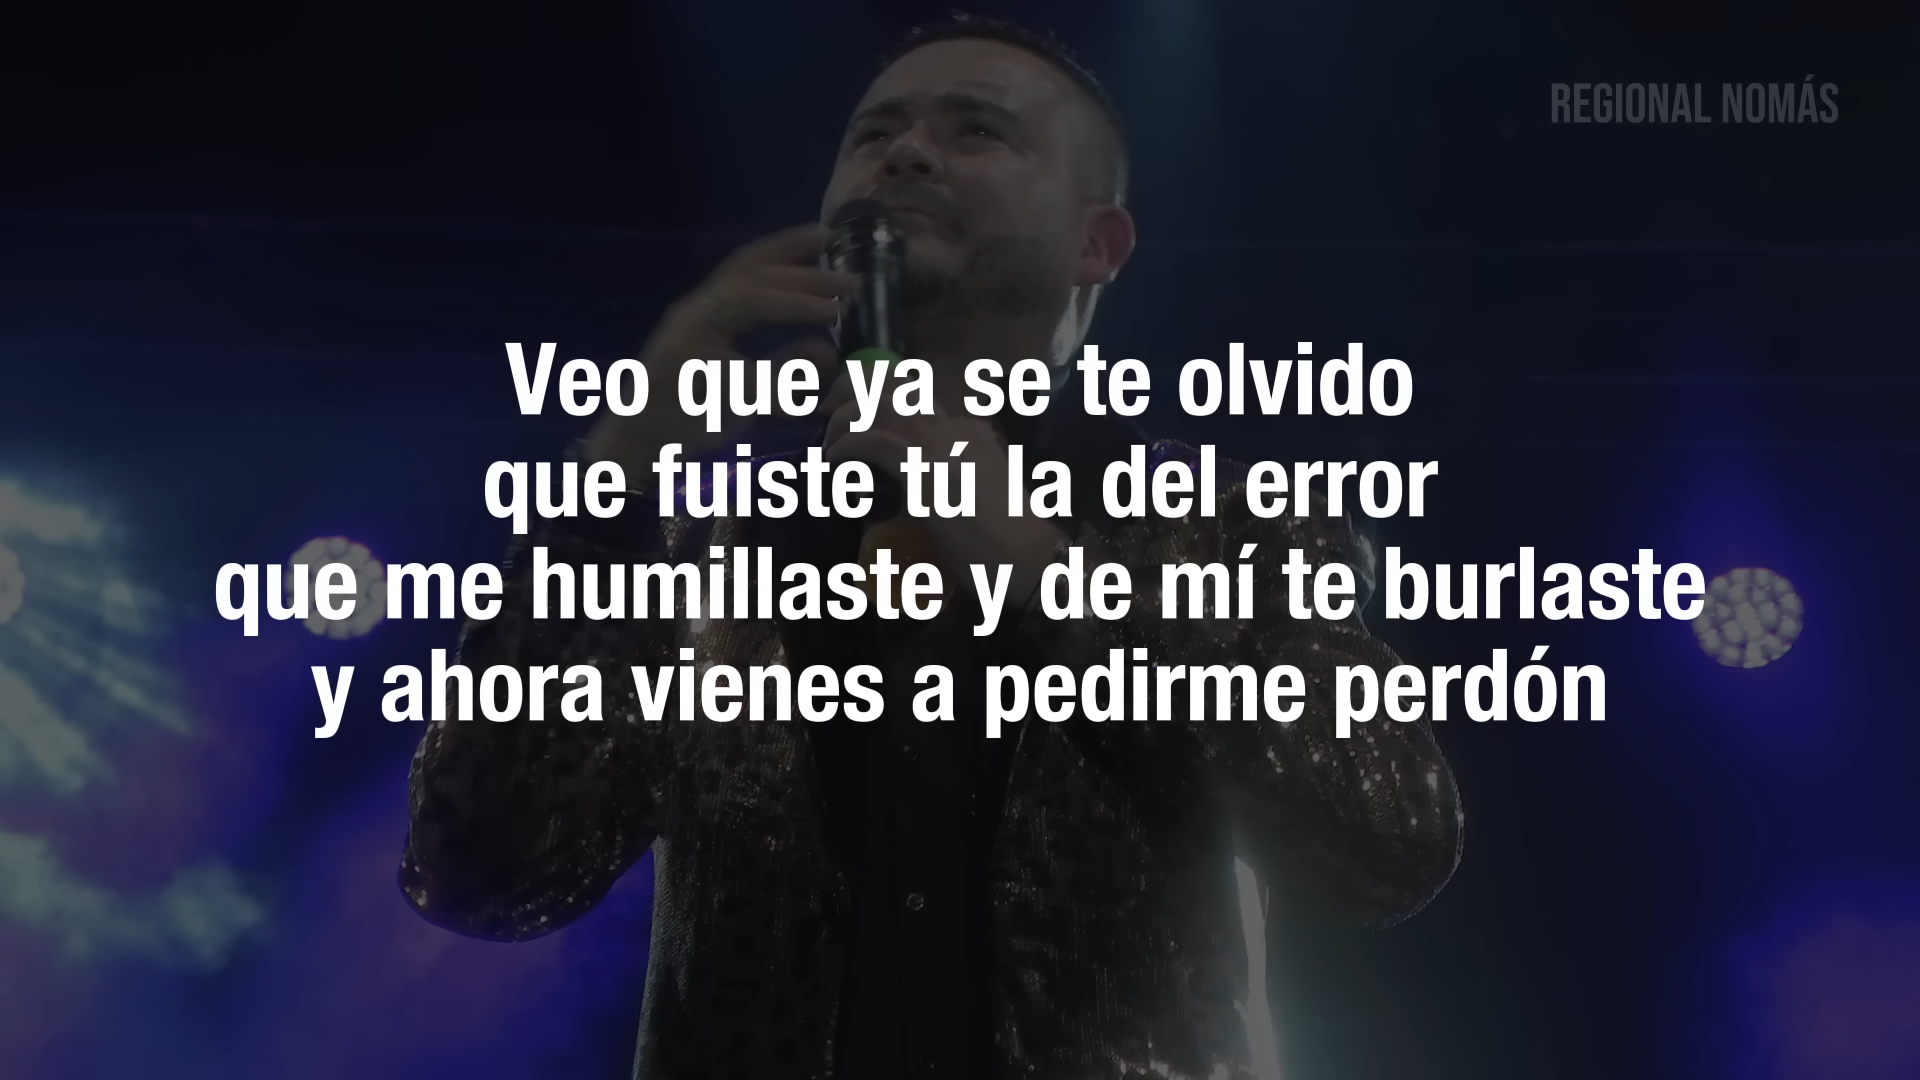 REGIONAL NOMÁS
Veo que ya se te olvido
que fuiste tú la del error
que me humillaste y de mí te burlaste
y ahora vienes a pedirme perdón